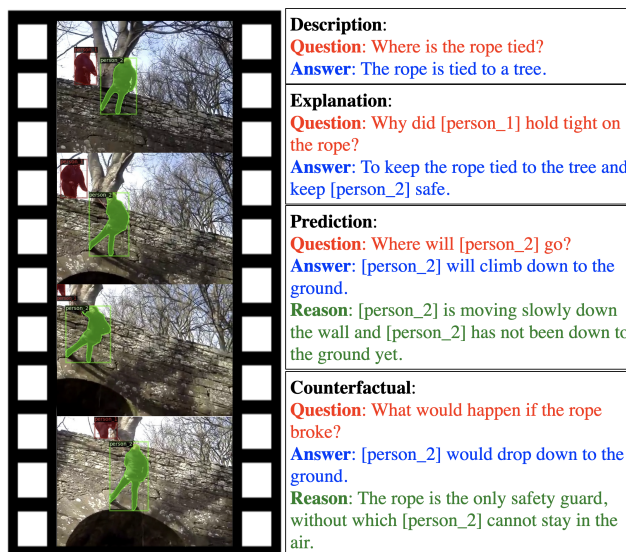 person_2
Description:
Question: Where is the rope tied?
Answer: The rope is tied to a tree.
person_2
Explanation:
Question: Why did [person_1] hold tight on
the rope?
Answer: To keep the rope tied to the tree and
keep [person_2] safe.
person_2
Prediction:
Question: Where will [person_2] go?
Answer: [person_2] will climb down to the
ground.
Reason: [person_2] is moving slowly down
the wall and [person_2] has not been down to
the ground yet.
person_2
Counterfactual:
Question: What would happen if the rope
broke?
Answer: [person_2] would drop down to the
ground.
Reason: The rope is the only safety guard,
without which [person_2] cannot stay in the
air.